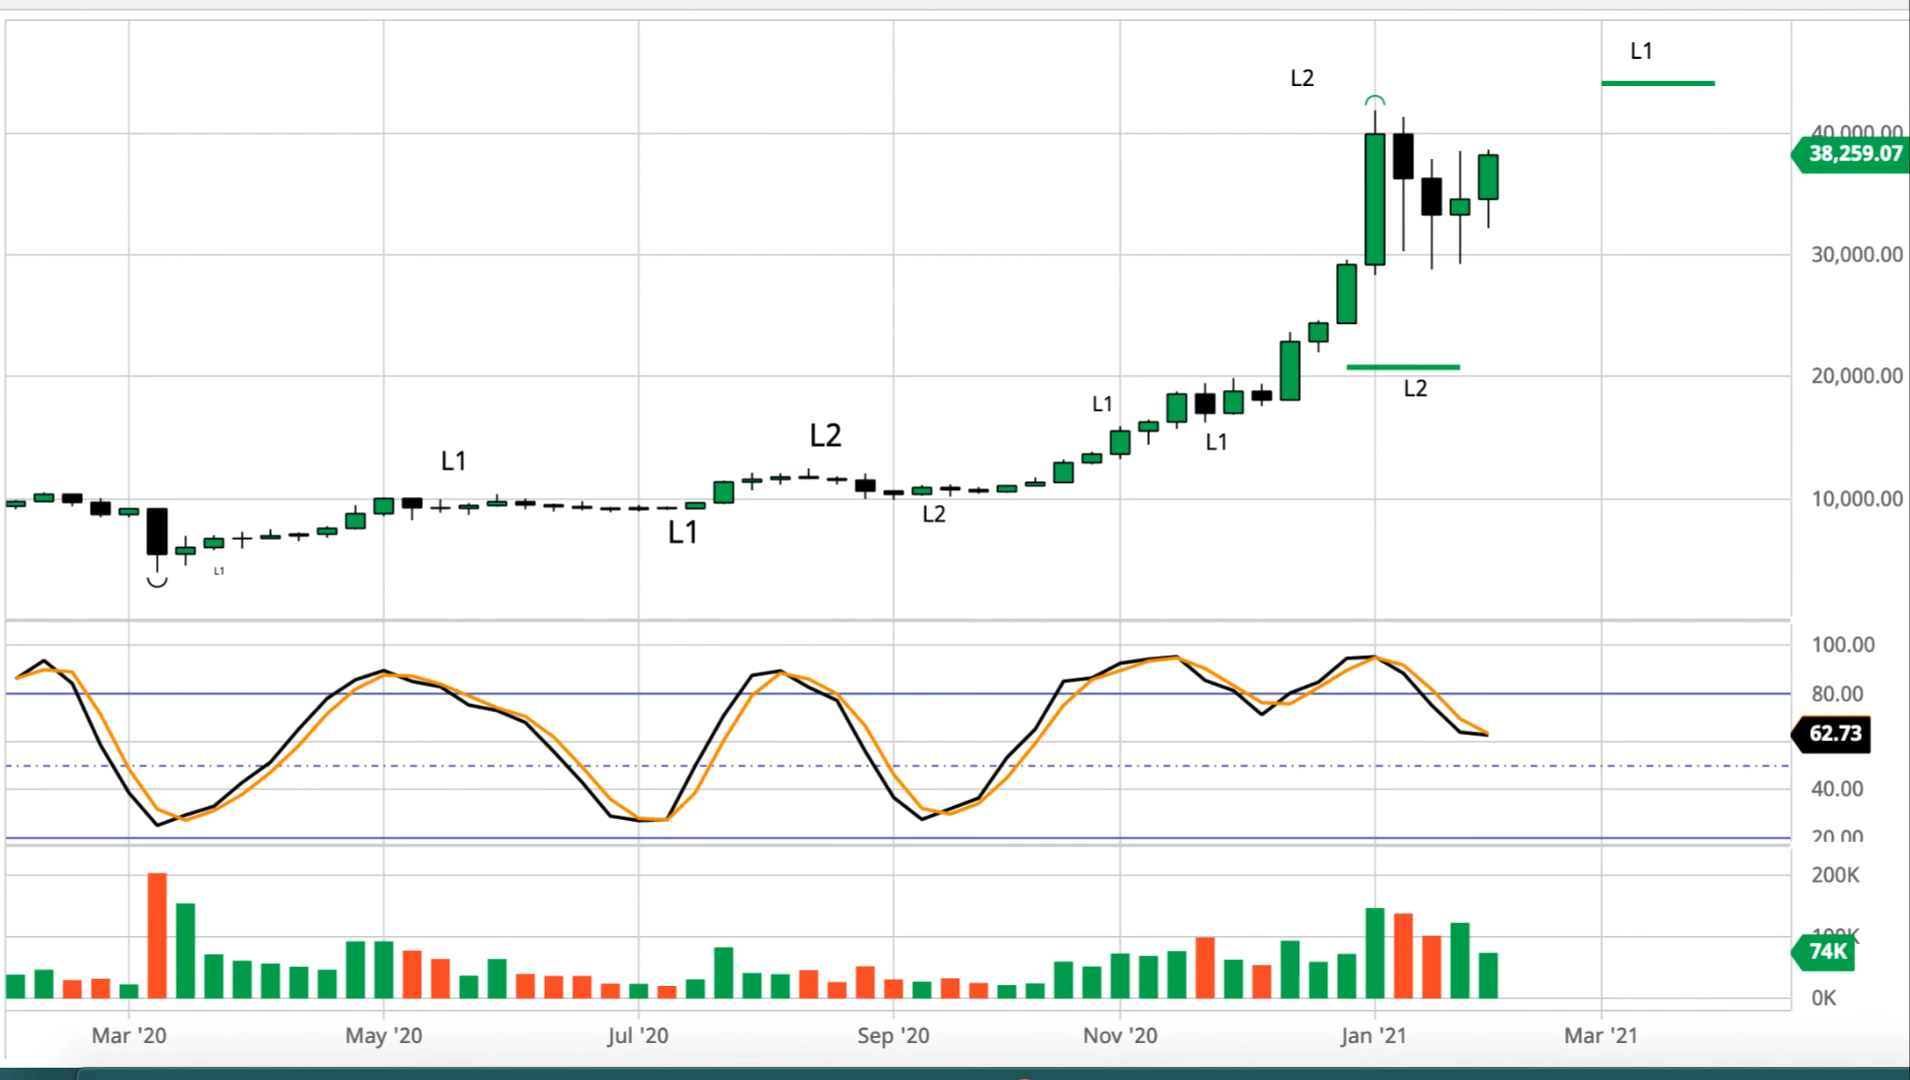 L1
L2
40,000.00
38,259.07
30,000.00
20,000.00
L2
L1
L1
L2
L1
10,000.00
L2
L1
L1
100.00
80.00
62.73
40.00
20.00
200K
100K
74K
0K
Mar '20 May '20 Jul '20 Sep '20 Nov '20 Jan '21 Mar '21